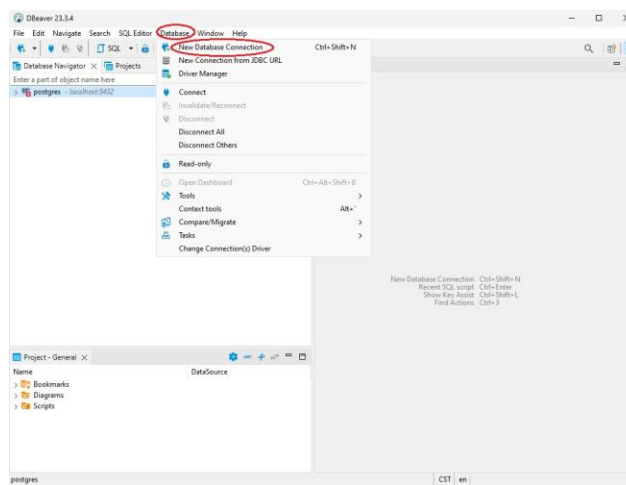 DBeaver 23.3.4
File Edit Navigate Search SQL Editor Database Window Help
SQL
New Database Connection Ctrl+Shift+N
New Connection from JDBC URL
Driver Manager
Connect
Invalidate/Reconnect
Disconnect
Disconnect All
Disconnect Others
Read-only
Open Dashboard Ctrl+Alt+Shift+B
Tools
Context tools Alt+`
Compare/Migrate
Tasks
Change Connection(s) Driver
Database Navigator Projects
Enter a part of object name here
postgres - localhost:5432
New Database Connection Ctrl+Shift+N
Recent SQL script Ctrl+Enter
Show Key Assist Ctrl+Shift+L
Find Actions Ctrl+3
Project - General
Name DataSource
Bookmarks
Diagrams
Scripts
postgres CST en